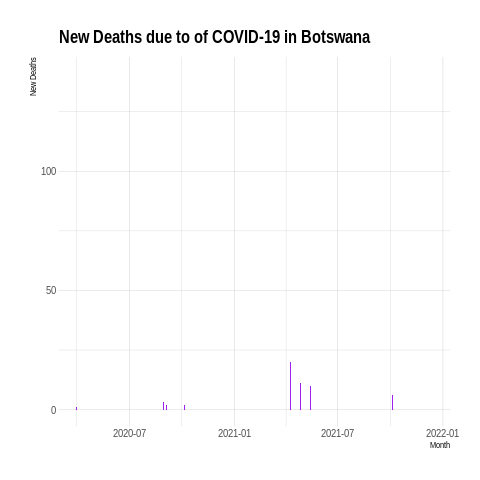 New Deaths due to of COVID-19 in Botswana
New Deaths
100
50
0
2020-07
2021-01
2021-07
2022-01
Month